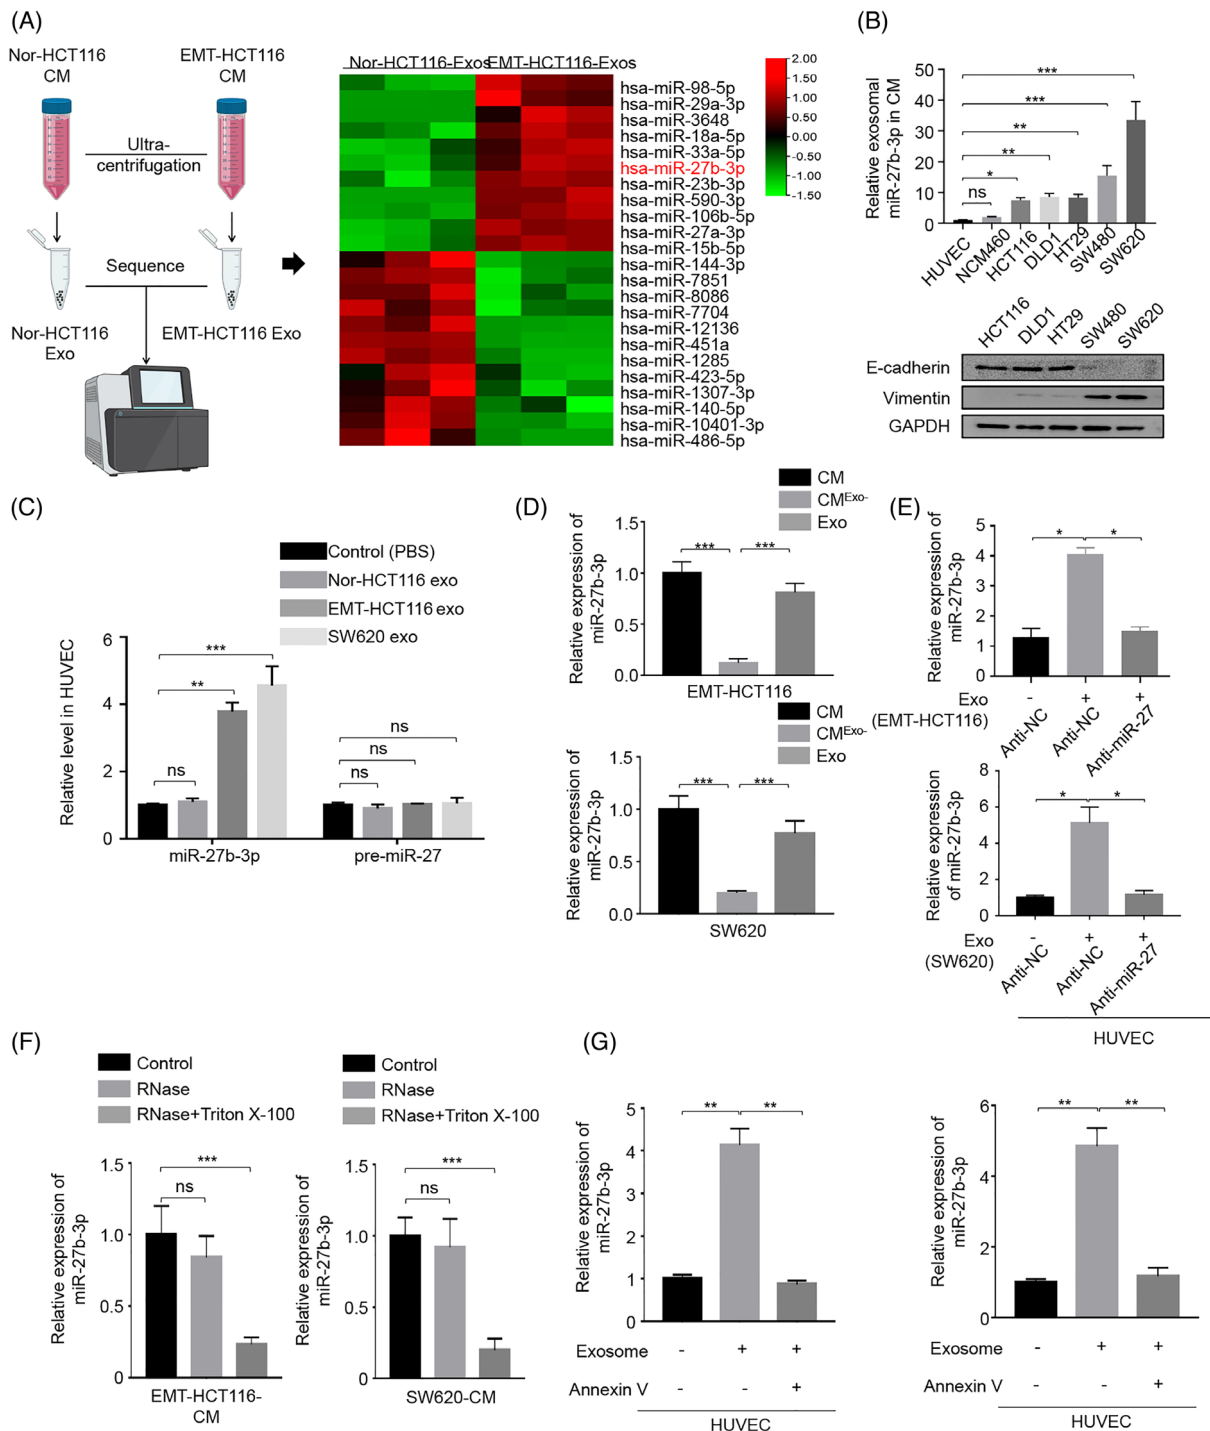 (A)
Nor-HCT116
CM
EMT-HCT116
CM
Ultra-
centrifugation
Sequence
Nor-HCT116
Exo
EMT-HCT116 Exo
Nor-HCT116-Exos
EMT-HCT116-Exos
hsa-miR-98-5p
hsa-miR-29a-3p
hsa-miR-3648
hsa-miR-18a-5p
hsa-miR-33a-5p
hsa-miR-27b-3p
hsa-miR-23b-3p
hsa-miR-590-3p
hsa-miR-106b-5p
hsa-miR-27a-3p
hsa-miR-15b-5p
hsa-miR-144-3p
hsa-miR-7851
hsa-miR-8086
hsa-miR-7704
hsa-miR-12136
hsa-miR-451a
hsa-miR-1285
hsa-miR-423-5p
hsa-miR-1307-3p
hsa-miR-140-5p
hsa-miR-10401-3p
hsa-miR-486-5p
2.00
1.00
0.00
-1.00
-1.50
(B)
Relative exosomal
miR-27b-3p in CM
50
40
30
20
10
0
***
***
**
**
*
ns
HUVEC
NCM460
HCT116
DLD1
HT29
SW480
SW620
HCT116
DLD1
HT29
SW480
SW620
E-cadherin
Vimentin
GAPDH
(C)
Control (PBS)
Nor-HCT116 exo
EMT-HCT116 exo
SW620 exo
Relative level in HUVEC
6
4
2
0
***
**
ns
ns
ns
ns
miR-27b-3p
pre-miR-27
(D)
CM
CMExo-
Exo
Relative expression of
miR-27b-3p
1.5
1.0
0.5
0.0
***
***
EMT-HCT116
CM
CMExo-
Exo
Relative expression of
miR-27b-3p
1.5
1.0
0.5
0.0
***
***
SW620
(E)
Relative expression of
miR-27b-3p
5
4
3
2
1
0
*
*
Exo
(EMT-HCT116)
- + +
Anti-NC
Anti-NC
Anti-miR-27
Relative expression
of miR-27b-3p
8
6
4
2
0
*
*
Exo
(SW620)
- + +
Anti-NC
Anti-NC
Anti-miR-27
HUVEC
(F)
Control
RNase
RNase+Triton X-100
Relative expression of
miR-27b-3p
1.5
1.0
0.5
0
***
ns
EMT-HCT116-
CM
Control
RNase
RNase+Triton X-100
Relative expression of
miR-27b-3p
1.5
1.0
0.5
0
***
ns
SW620-CM
(G)
Relative expression of
miR-27b-3p
5
4
3
2
1
0
**
**
Exosome - + +
Annexin V - - +
HUVEC
Relative expression of
miR-27b-3p
6
4
2
0
**
**
Exosome - + +
Annexin V - - +
HUVEC